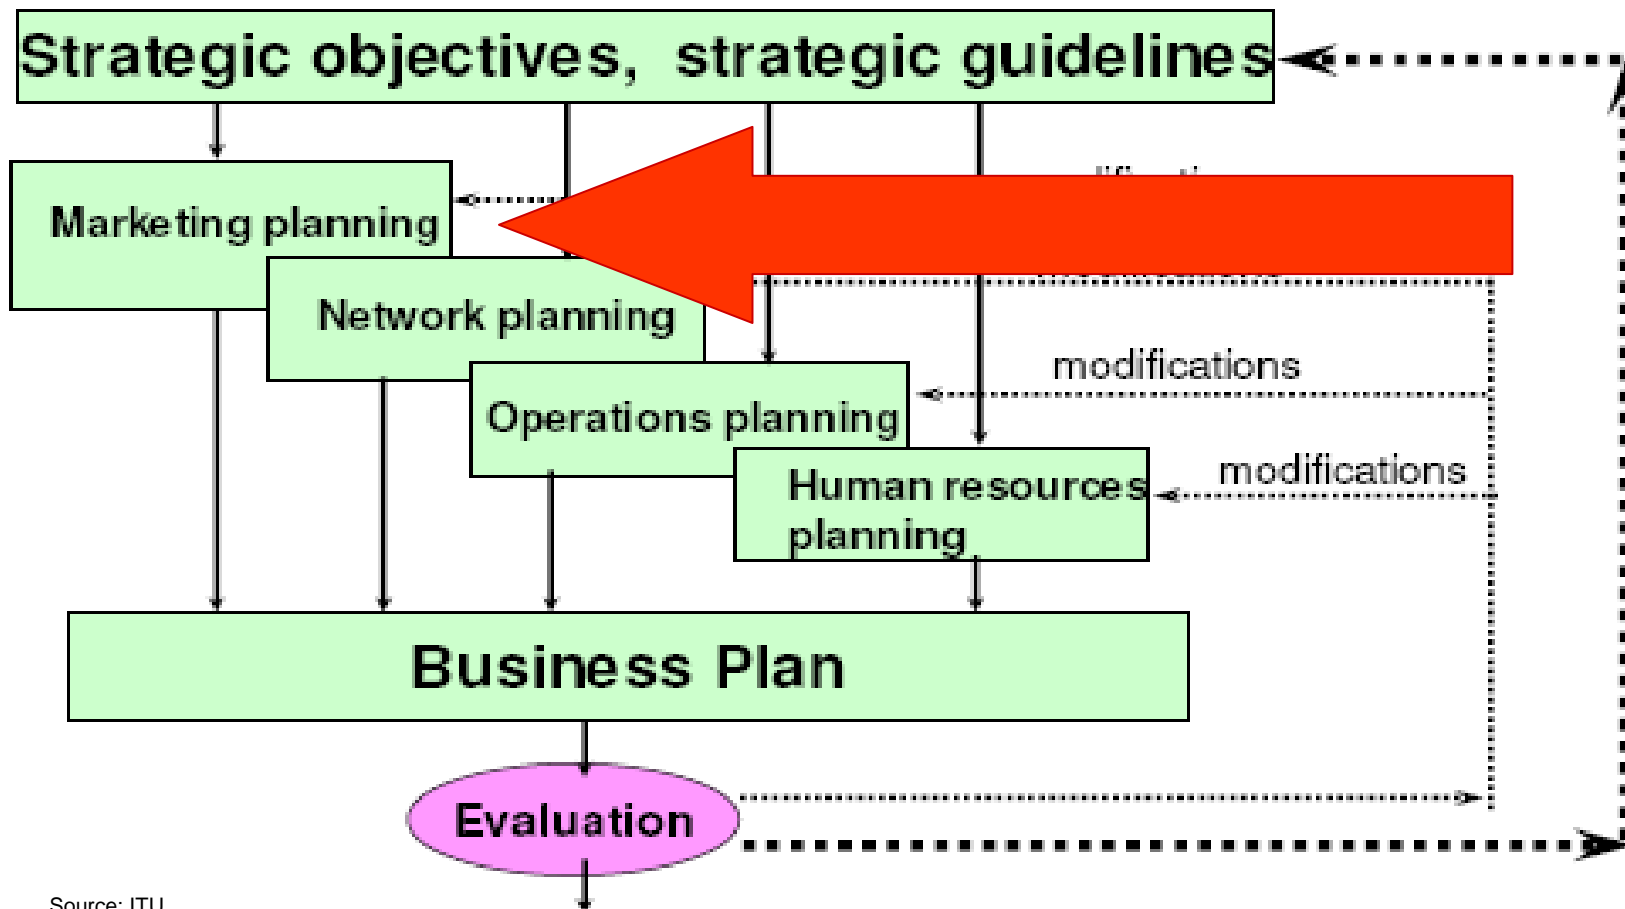 Strategic objectives, strategic guidelines
Marketing planning
Network planning
modifications
Operations planning
modifications
Human resources
planning
Business Plan
Evaluation
Source: ITU